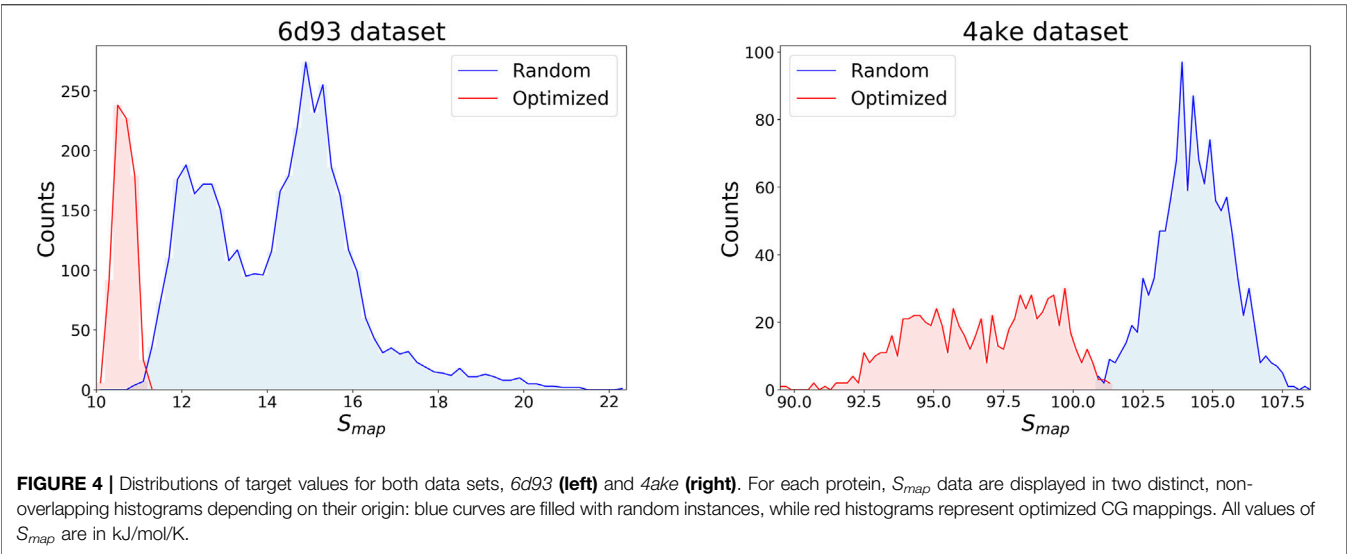 6d93 dataset
Random
Optimized
Counts
250
200
150
100
50
0
10 12 14 16 18 20 22
S_map
4ake dataset
Random
Optimized
Counts
100
80
60
40
20
0
90.0 92.5 95.0 97.5 100.0 102.5 105.0 107.5
S_map
FIGURE 4 | Distributions of target values for both data sets, 6d93 (left) and 4ake (right). For each protein, S_map data are displayed in two distinct, non-
overlapping histograms depending on their origin: blue curves are filled with random instances, while red histograms represent optimized CG mappings. All values of
S_map are in kJ/mol/K.